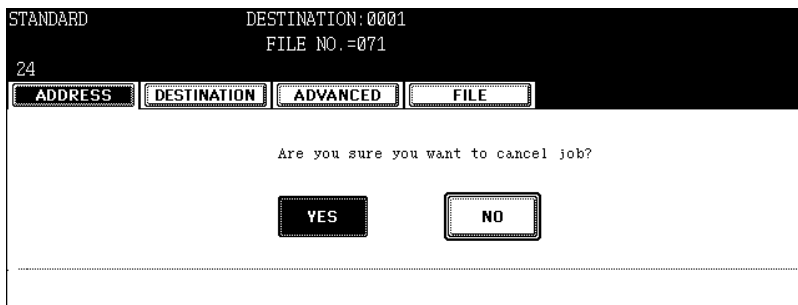 STANDARD DESTINATION:0001
FILE NO.=071
24
ADDRESS DESTINATION ADVANCED FILE
Are you sure you want to cancel job?
YES NO